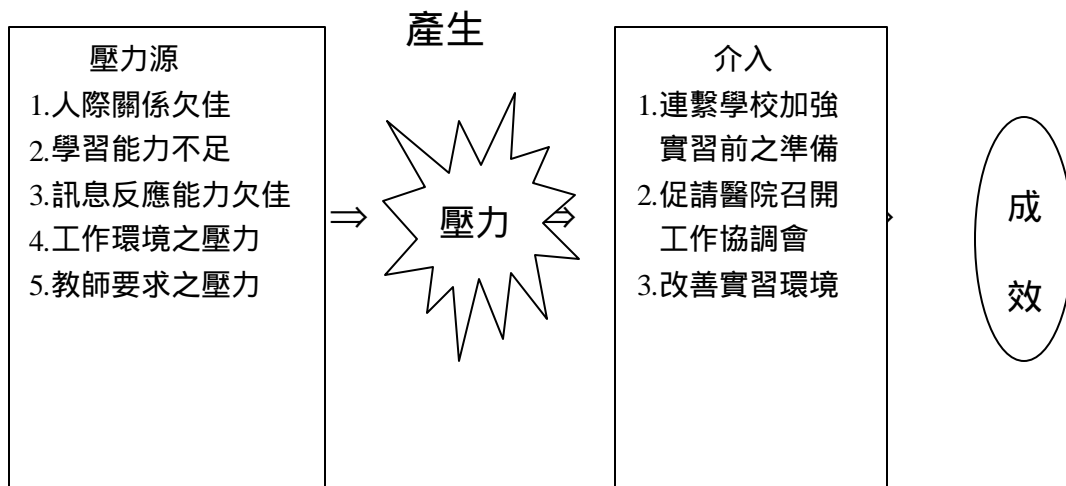 產生
壓力源
1.人際關係欠佳
2.學習能力不足
3.訊息反應能力欠佳
4.工作環境之壓力
5.教師要求之壓力
⇒
壓力
⇒
介入
1.連繫學校加強
實習前之準備
2.促請醫院召開
工作協調會
3.改善實習環境
成
效